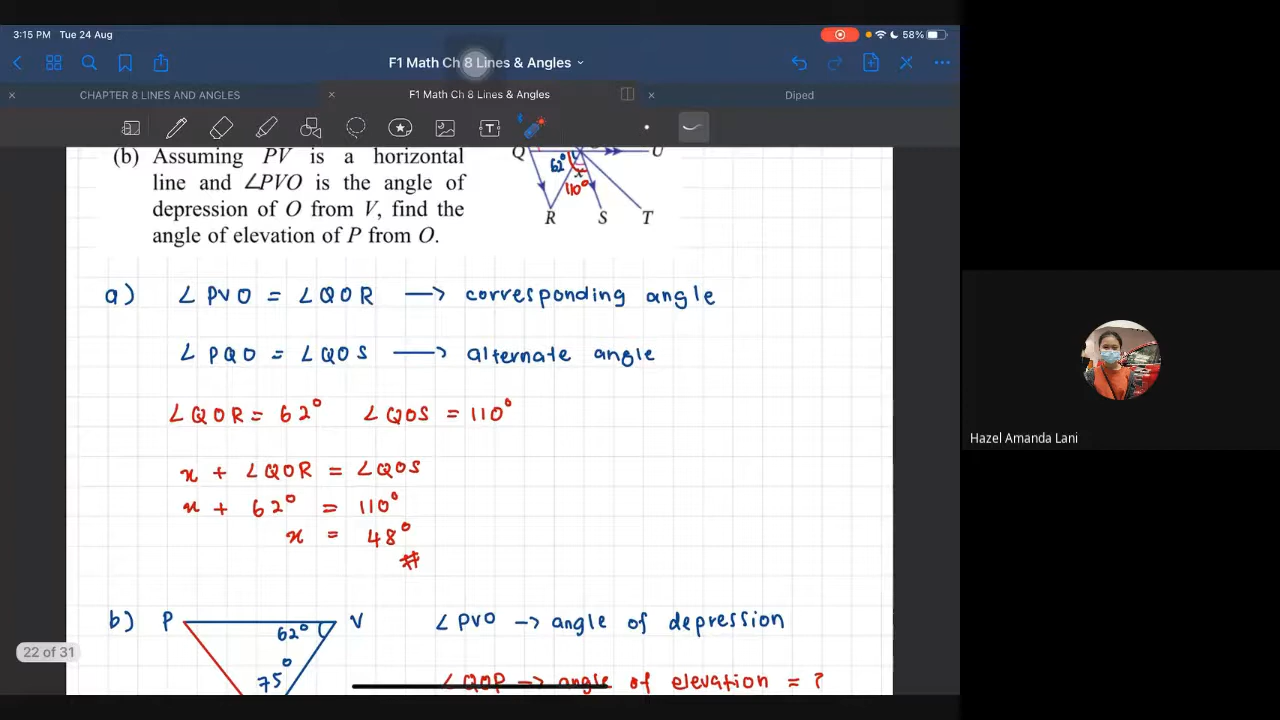 3:15 PM Tue 24 Aug
58%
F1 Math Ch 8 Lines & Angles
CHAPTER 8 LINES AND ANGLES
F1 Math Ch 8 Lines & Angles
Diped
(b) Assuming PV is a horizontal
line and ∠PVO is the angle of
depression of O from V, find the
angle of elevation of P from O.
Q U
62°
x
110°
R S T
a) ∠PVO = ∠QOR → corresponding angle
∠PQO = ∠QOS → alternate angle
∠QOR = 62° ∠QOS = 110°
x + ∠QOR = ∠QOS
x + 62° = 110°
x = 48°
#
b) P V ∠PVO → angle of depression
62°
75°
∠QOP → angle of elevation = ?
22 of 31
Hazel Amanda Lani